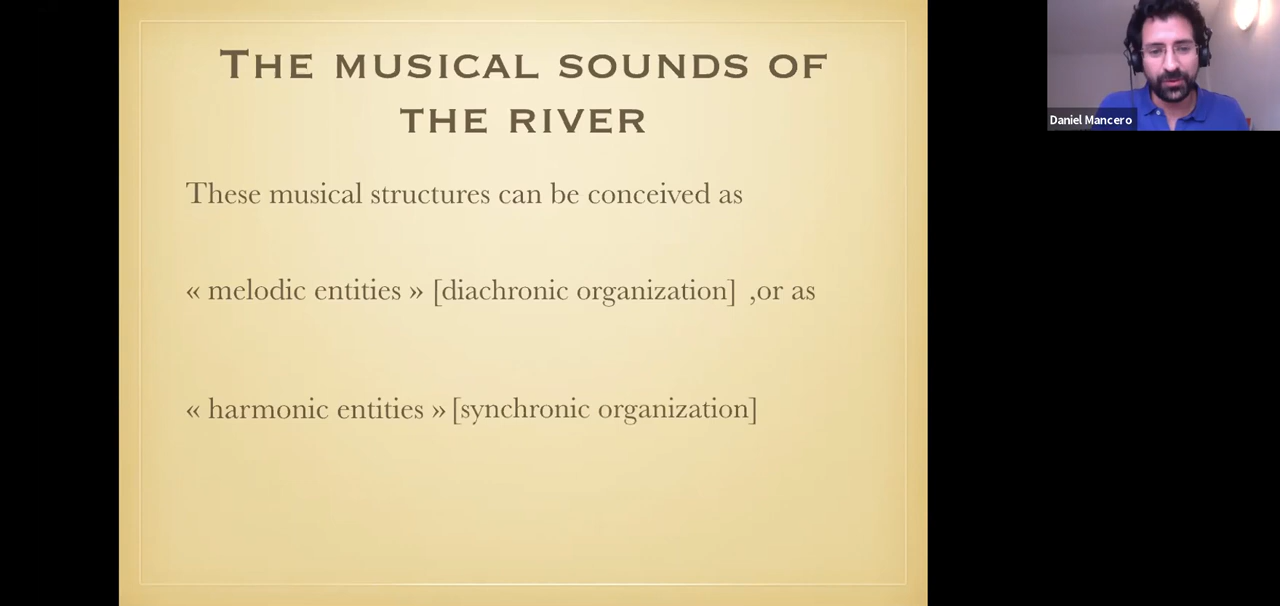 THE MUSICAL SOUNDS OF
THE RIVER
These musical structures can be conceived as
« melodic entities » [diachronic organization] ,or as
« harmonic entities » [synchronic organization]
Daniel Mancero